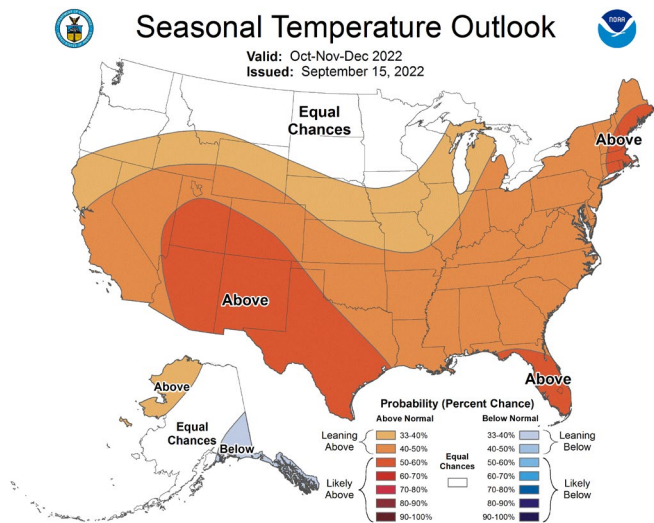 Seasonal Temperature Outlook
NOAA
Valid: Oct-Nov-Dec 2022
Issued: September 15, 2022
Equal
Chances
Above
Above
Above
Above
Equal
Chances
Below
Probability (Percent Chance)
Above Normal
Below Normal
Leaning
Above
33-40%
40-50%
Likely
Above
50-60%
60-70%
70-80%
80-90%
90-100%
Equal
Chances
33-40%
40-50%
Leaning
Below
50-60%
60-70%
70-80%
80-90%
90-100%
Likely
Below